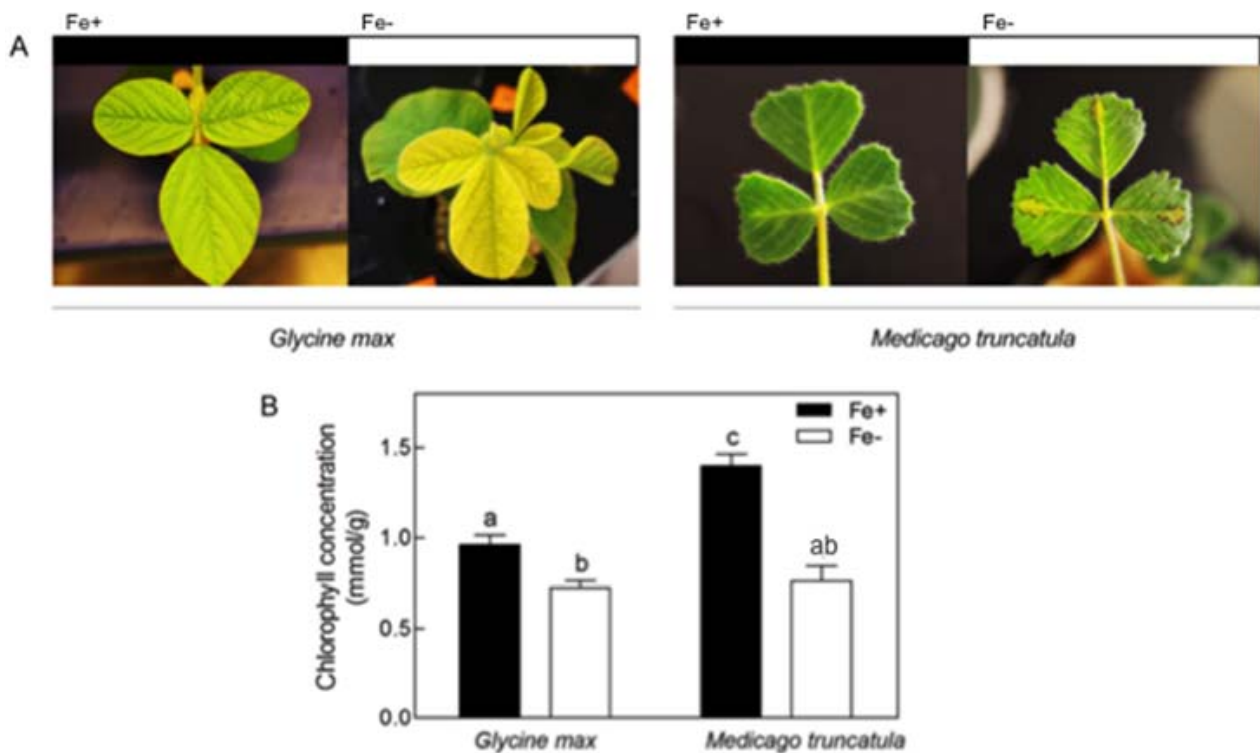 Fe+ Fe- Fe+ Fe-
A
Glycine max Medicago truncatula
B
Fe+
Fe-
Chlorophyll concentration
(mmol/g)
1.5
1.0
0.5
0.0
a
b
c
ab
Glycine max Medicago truncatula